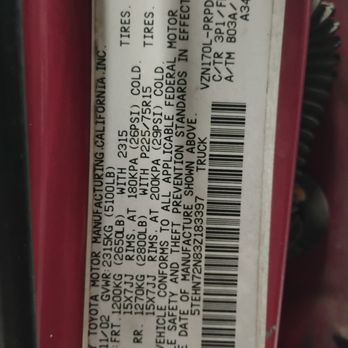 Y TOYOTA MOTOR
MANUFACTURING.CALIFORNIA.INC.
11/02 GVWR:2315KG (5100LB)
FRT.1200KG (2650LB) WITH 2315 TIRES.
15X7JJ RIMS. AT 180KPA (26PSI) COLD.
RR. 1270KG (2800LB) WITH P225/75R15 TIRES.
15X7JJ RIMS. AT 200KPA (29PSI) COLD.
VEHICLE CONFORMS TO ALL APPLICABLE FEDERAL MOTOR
LE SAFETY AND THEFT PREVENTION STANDARDS IN EFFECT
E DATE OF MANUFACTURE SHOWN ABOVE.
5TEHN72N83Z183397 TRUCK
VZN170L-PRPD
C/TR 3P1/F
A/TM B03A/
A34